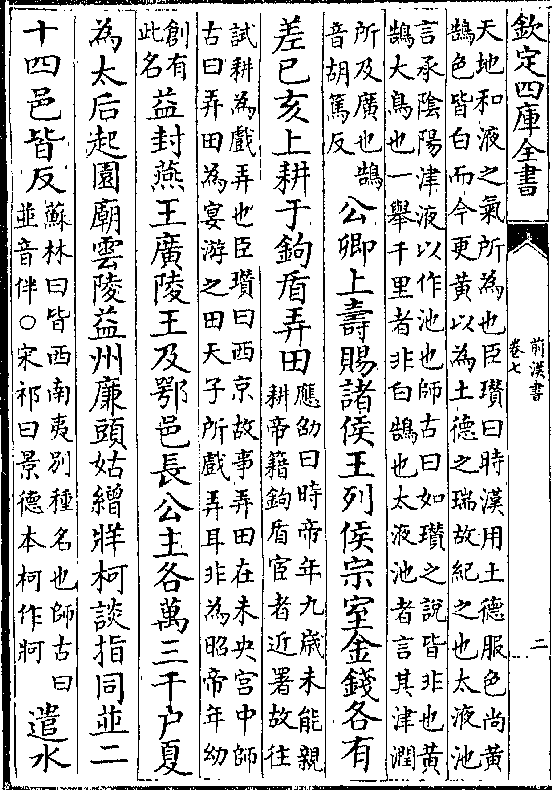 欽定四庫全書
前漢書
卷七
二
天地和液之氣所為也臣瓚曰時漢用土德服色尚黃
鵠色皆白而今更黃以為土德之瑞故紀之也太液池
言承陰陽津液以作池也師古曰如瓚之說皆非也黃
鵠大鳥也一舉千里者非白鵠也太液池者言其津潤
所及廣也鵠
音胡篤反
公卿上壽賜諸侯王列侯宗室金錢各有
差己亥上耕于鉤盾弄田
應劭曰時帝年九歲未能親
耕帝籍鉤盾宦者近署故往
試耕為戲弄也臣瓚曰西京故事弄田在未央宫中師
古曰弄田為宴游之田天子所戲弄耳非為昭帝年幼
創有
此名
益封燕王廣陵王及鄂邑長公主各萬三千户夏
為太后起園廟雲陵益州廉頭姑繒牂柯談指同並二
十四邑皆反
蘇林曰皆西南夷别種名也師古曰
並音伴○宋祁曰景德本柯作牁
遣水